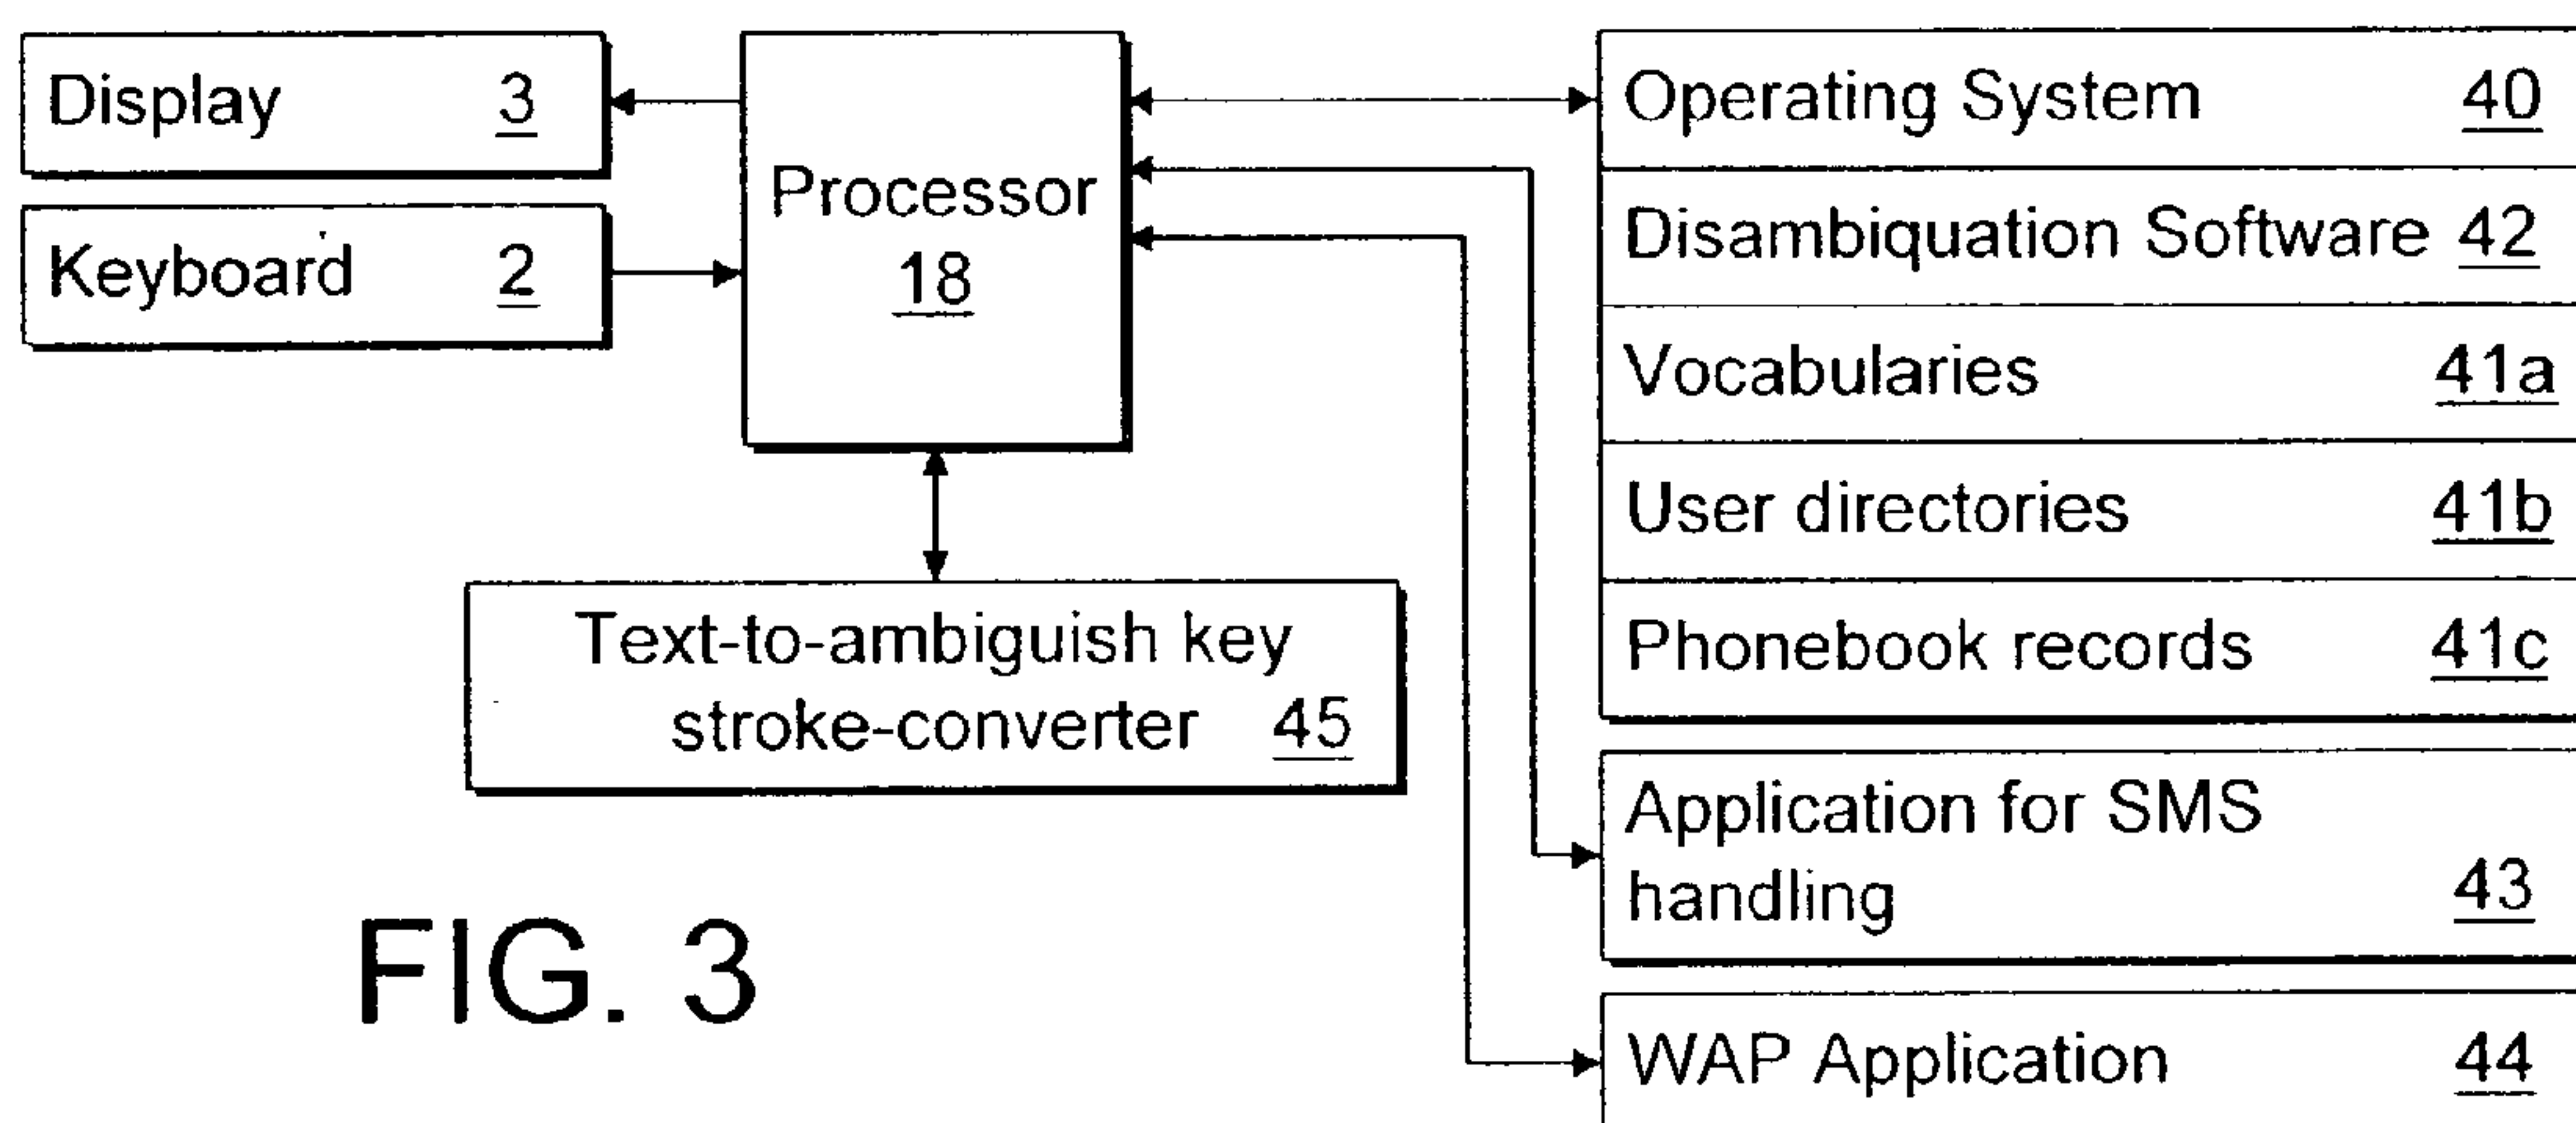 Display 3
Keyboard 2
Processor
18
Text-to-ambiguish key
stroke-converter 45
Operating System 40
Disambiquation Software 42
Vocabularies 41a
User directories 41b
Phonebook records 41c
Application for SMS
handling 43
WAP Application 44
FIG. 3